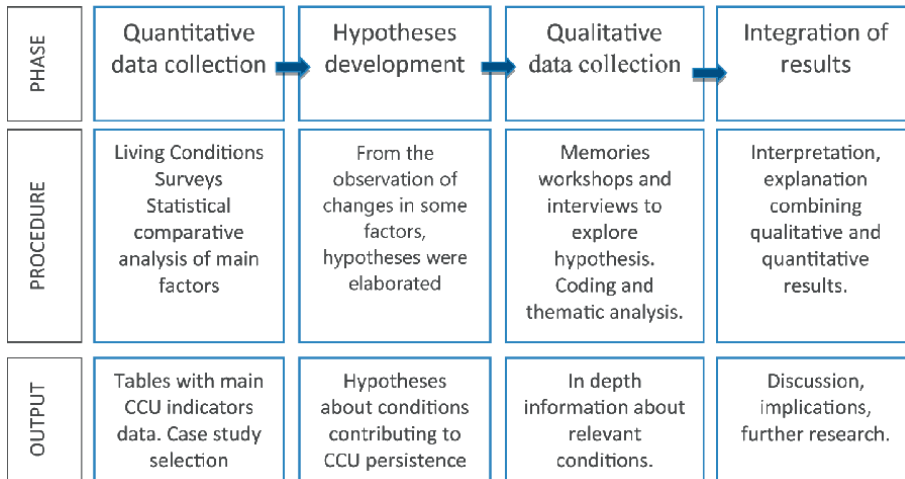 PHASE
Quantitative
data collection
Hypotheses
development
Qualitative
data collection
Integration of
results
PROCEDURE
Living Conditions
Surveys
Statistical
comparative
analysis of main
factors
From the
observation of
changes in some
factors,
hypotheses were
elaborated
Memories
workshops and
interviews to
explore
hypothesis.
Coding and
thematic analysis.
Interpretation,
explanation
combining
qualitative and
quantitative
results.
OUTPUT
Tables with main
CCU indicators
data. Case study
selection
Hypotheses
about conditions
contributing to
CCU persistence
In depth
information about
relevant
conditions.
Discussion,
implications,
further research.